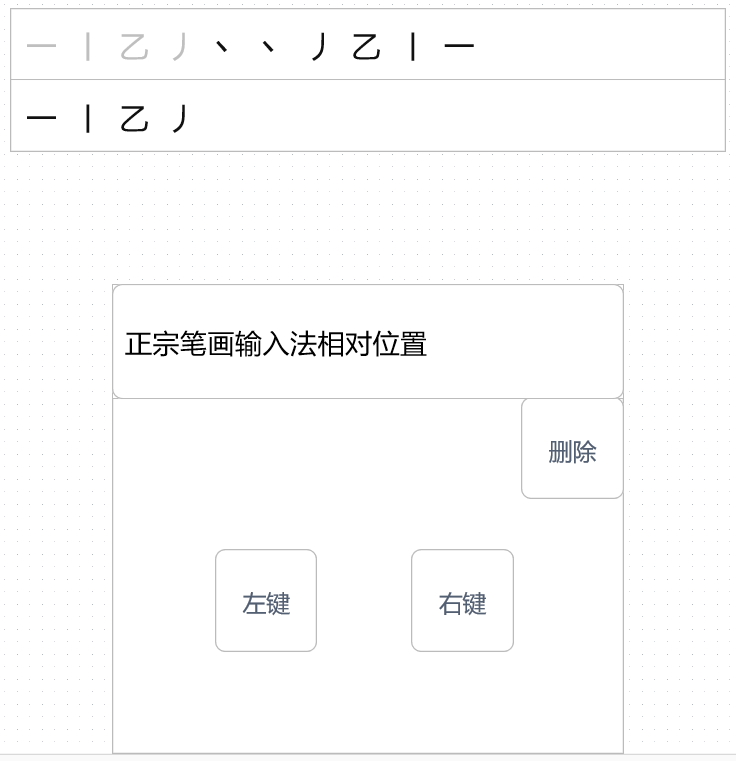 一 丨 乙 丿 丶 丶 丿 乙 丨 一
一 丨 乙 丿
正宗笔画输入法相对位置
删除
左键 右键